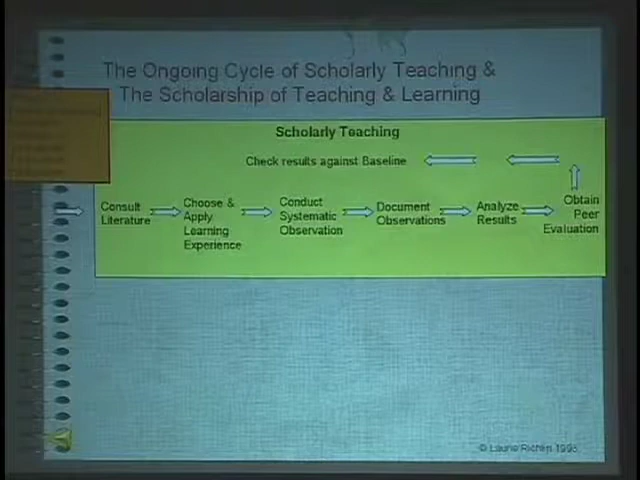 The Ongoing Cycle of Scholarly Teaching &
The Scholarship of Teaching & Learning
Scholarly Teaching
Check results against Baseline
Consult
Literature
Choose &
Apply
Learning
Experience
Conduct
Systematic
Observation
Document
Observations
Analyze
Results
Obtain
Peer
Evaluation
© Laurie Richlin 1993